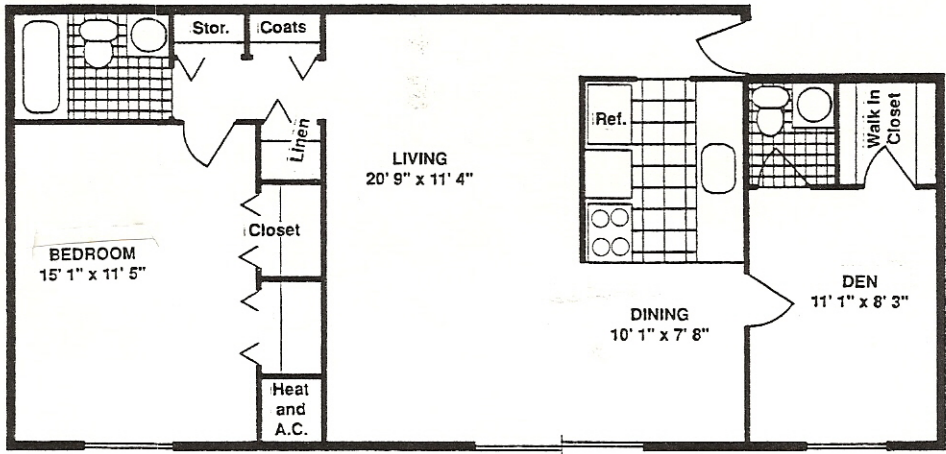 Stor.
Coats
Ref.
Walk In
Closet
Linen
LIVING
20' 9" x 11' 4"
Closet
BEDROOM
15' 1" x 11' 5"
DEN
11' 1" x 8' 3"
DINING
10' 1" x 7' 8"
Heat
and
A.C.